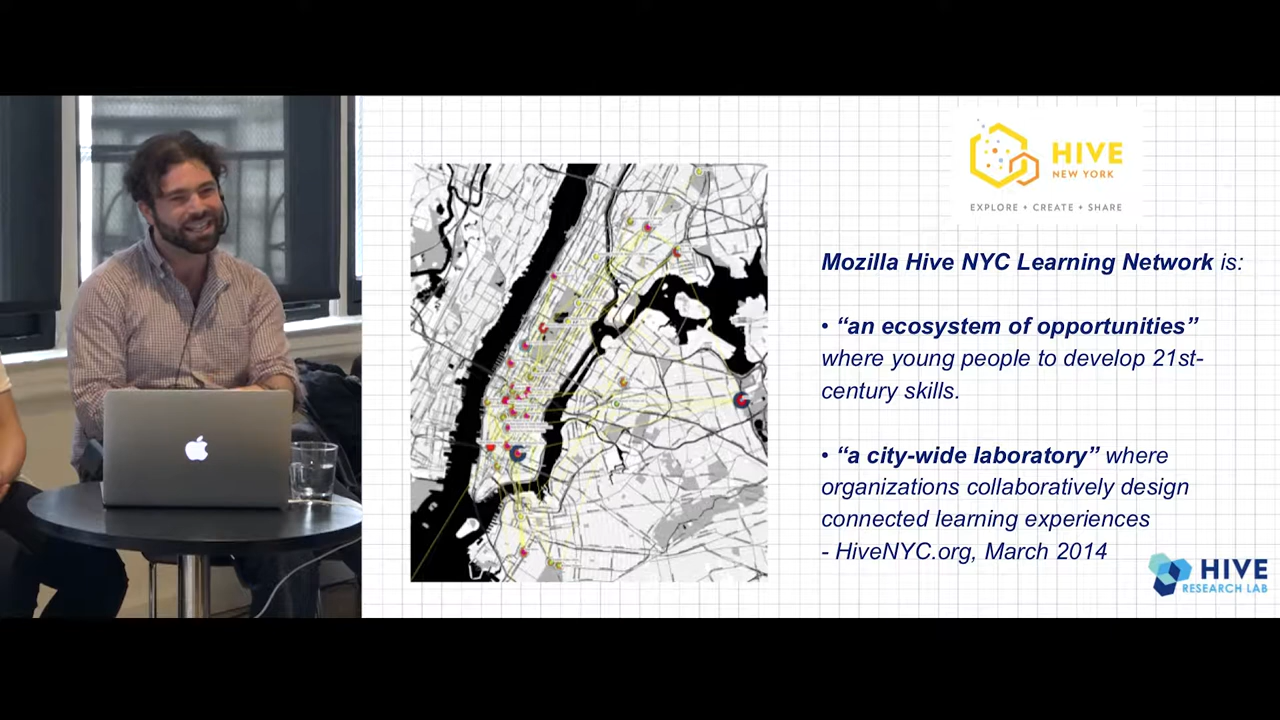 HIVE
NEW YORK
EXPLORE + CREATE + SHARE
Mozilla Hive NYC Learning Network is:
• “an ecosystem of opportunities”
where young people to develop 21st-
century skills.
• “a city-wide laboratory” where
organizations collaboratively design
connected learning experiences
- HiveNYC.org, March 2014
HIVE
RESEARCH LAB